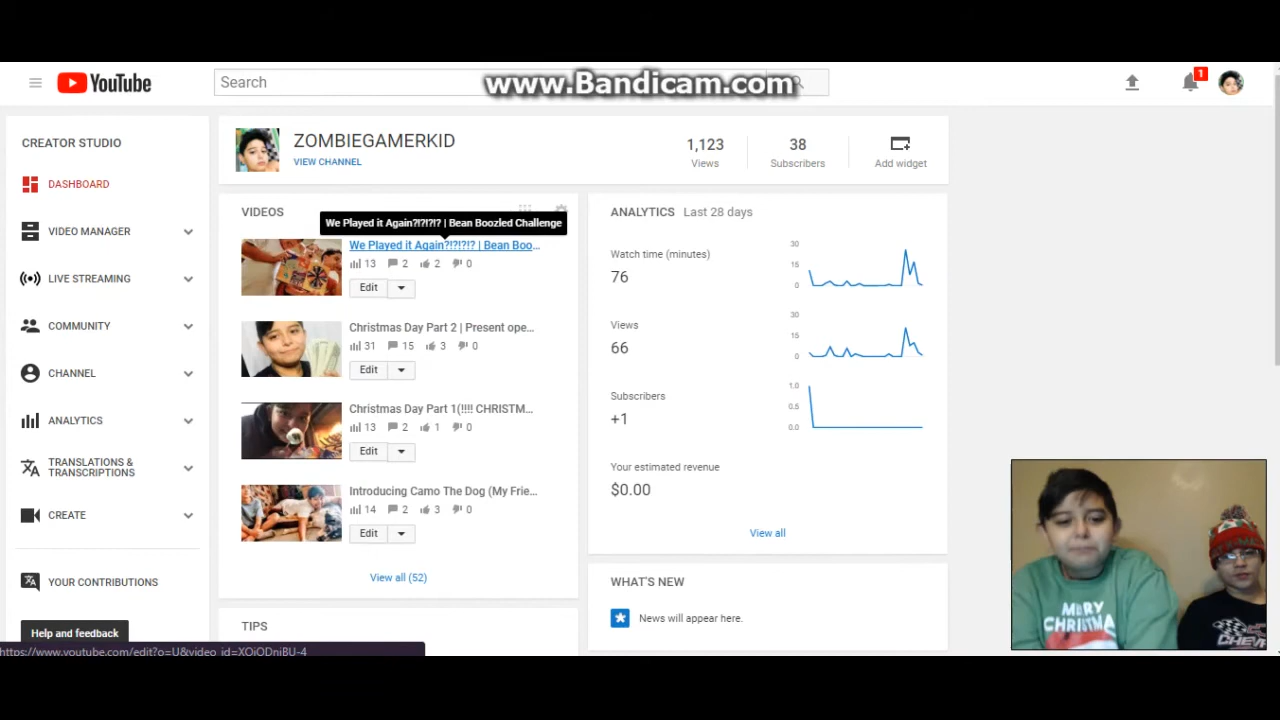 YouTube
Search
www.Bandicam.com
1
CREATOR STUDIO
DASHBOARD
VIDEO MANAGER
LIVE STREAMING
COMMUNITY
CHANNEL
ANALYTICS
TRANSLATIONS &
TRANSCRIPTIONS
CREATE
YOUR CONTRIBUTIONS
Help and feedback
https://www.youtube.com/edit?o=U&video_id=XOjODnjBU-4
ZOMBIEGAMERKID
VIEW CHANNEL
1,123
Views
38
Subscribers
Add widget
VIDEOS
We Played it Again?!?!?!? | Bean Boozled Challenge
We Played it Again?!?!?!? | Bean Boo...
13 2 2 0
Edit
Christmas Day Part 2 | Present ope...
31 15 3 0
Edit
Christmas Day Part 1(!!!! CHRISTM...
13 2 1 0
Edit
Introducing Camo The Dog (My Frie...
14 2 3 0
Edit
View all (52)
TIPS
ANALYTICS Last 28 days
Watch time (minutes)
76
30
15
0
Views
66
30
15
0
Subscribers
+1
1.0
0.5
0.0
Your estimated revenue
$0.00
View all
WHAT'S NEW
News will appear here.
MERRY
CHRISTMA
CHEV